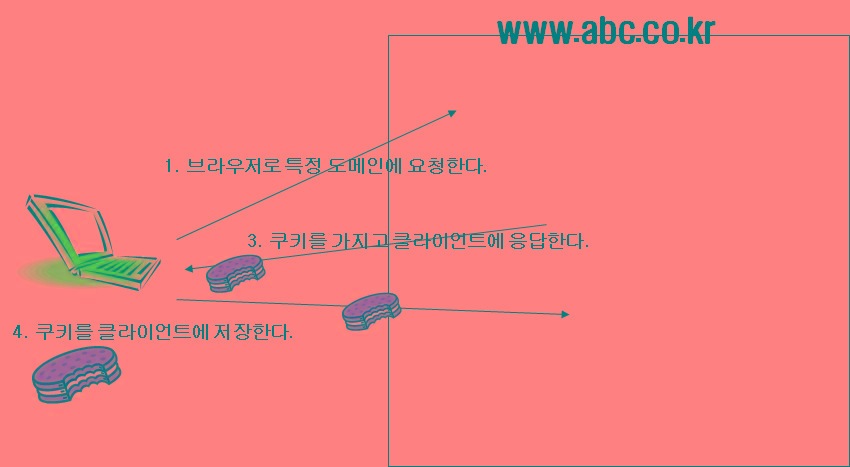 www.abc.co.kr
1. 브라우저로 특정 도메인에 요청한다.
3. 쿠키를 가지고 클라이언트에 응답한다.
4. 쿠키를 클라이언트에 저장한다.